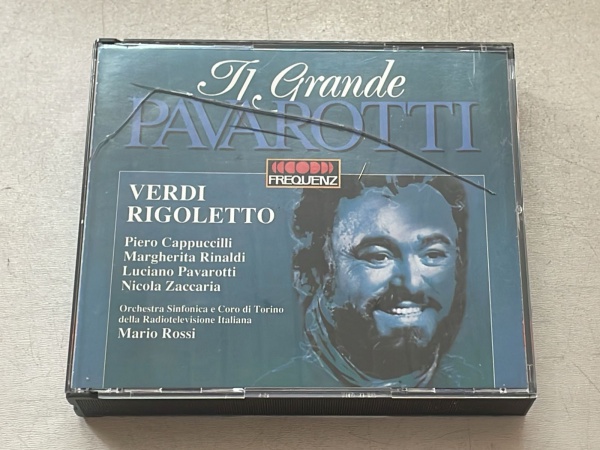 Il Grande
PAVAROTTI
FREQUENZ
VERDI
RIGOLETTO
Piero Cappuccilli
Margherita Rinaldi
Luciano Pavarotti
Nicola Zaccaria
Orchestra Sinfonica e Coro di Torino
della Radiotelevisione Italiana
Mario Rossi